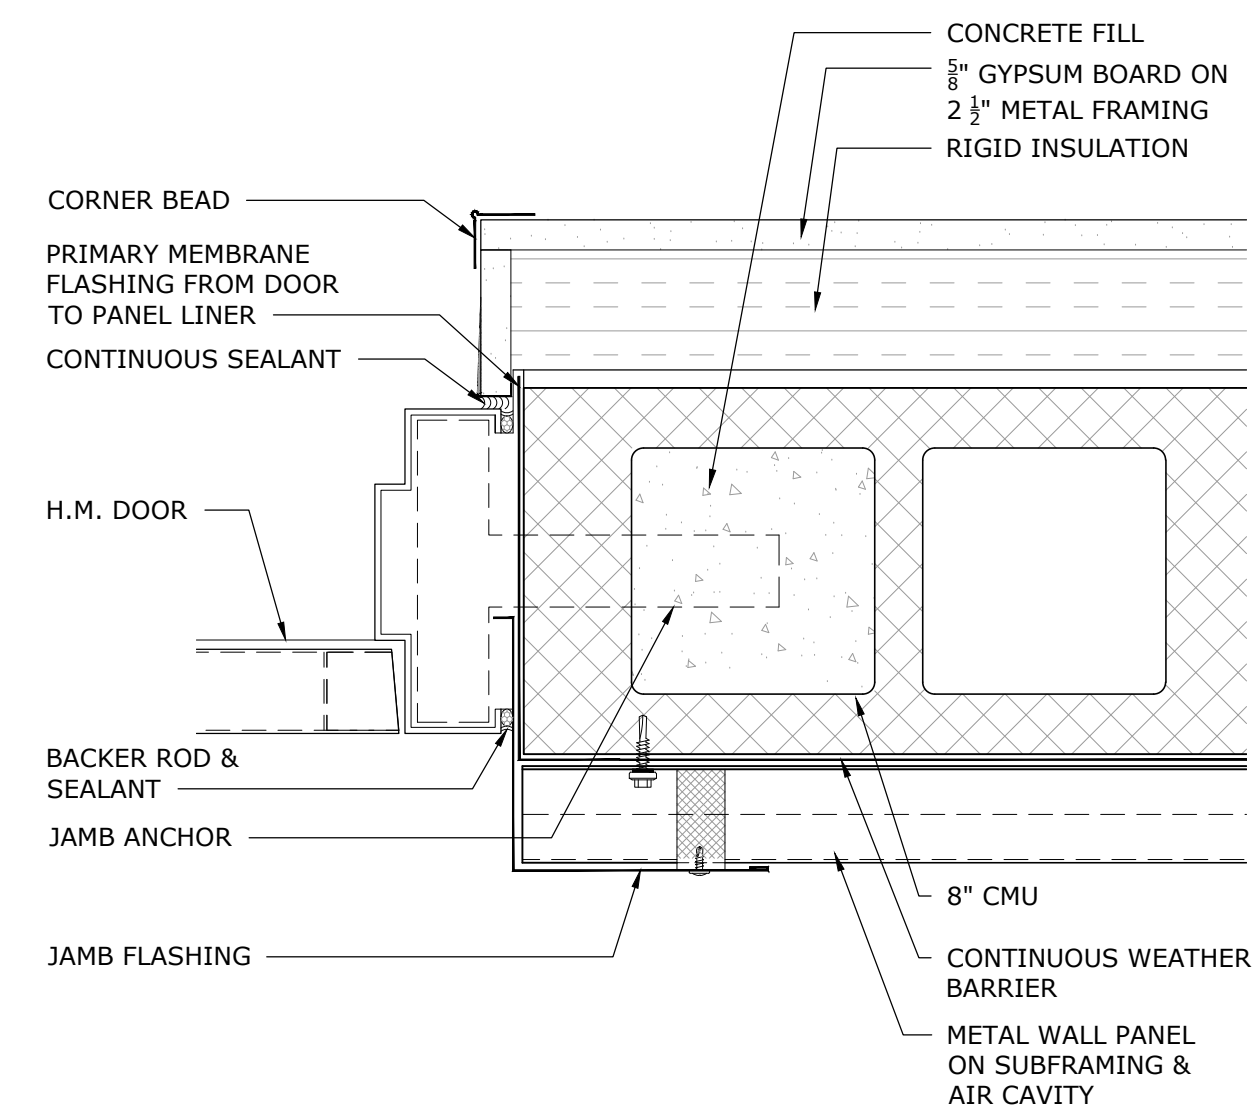 CONCRETE FILL
5/8" GYPSUM BOARD ON
2 1/2" METAL FRAMING
RIGID INSULATION
CORNER BEAD
PRIMARY MEMBRANE
FLASHING FROM DOOR
TO PANEL LINER
CONTINUOUS SEALANT
H.M. DOOR
BACKER ROD &
SEALANT
JAMB ANCHOR
JAMB FLASHING
8" CMU
CONTINUOUS WEATHER
BARRIER
METAL WALL PANEL
ON SUBFRAMING &
AIR CAVITY